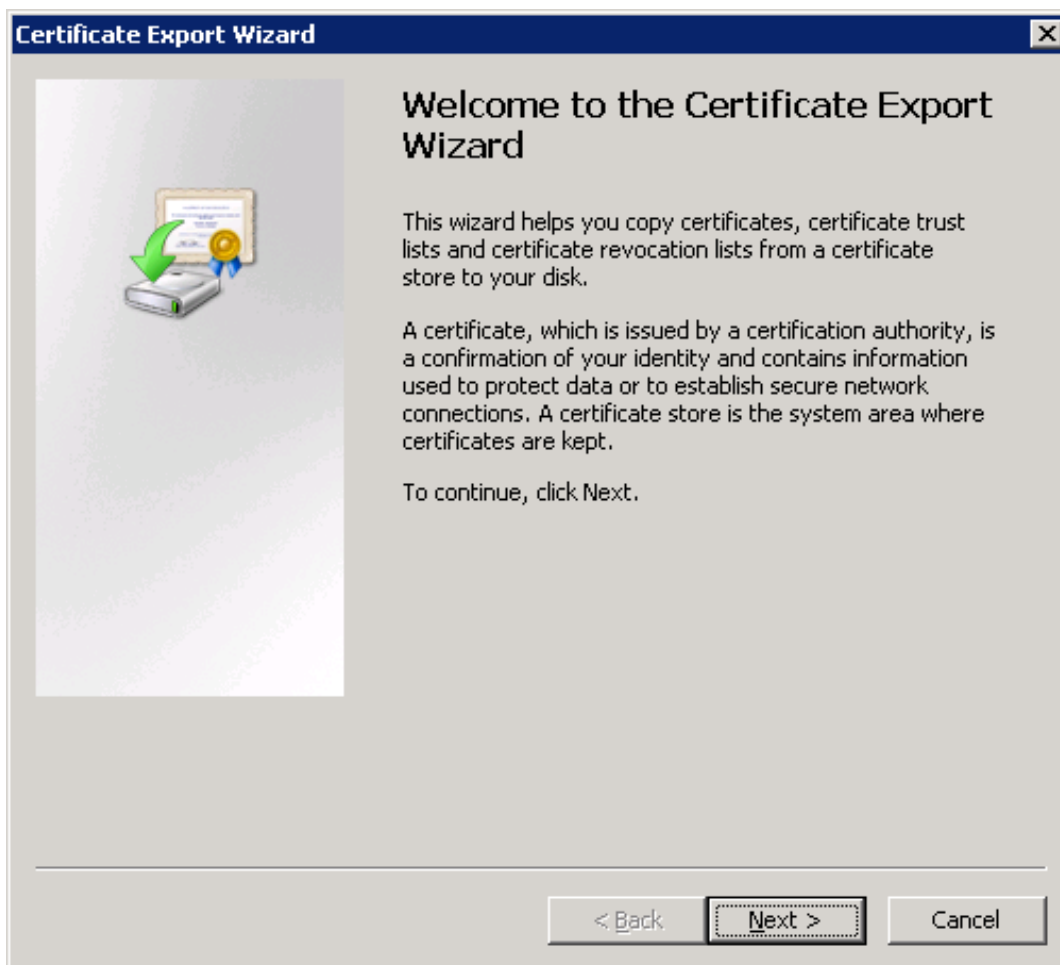 Certificate Export Wizard
Welcome to the Certificate Export
Wizard
This wizard helps you copy certificates, certificate trust
lists and certificate revocation lists from a certificate
store to your disk.
A certificate, which is issued by a certification authority, is
a confirmation of your identity and contains information
used to protect data or to establish secure network
connections. A certificate store is the system area where
certificates are kept.
To continue, click Next.
< Back
Next >
Cancel